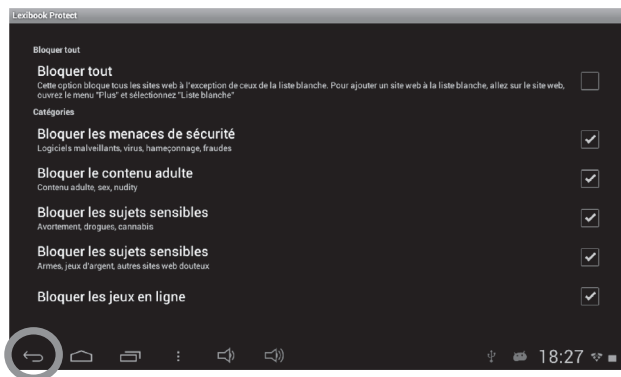 Lexibook Protect
Bloquer tout
Bloquer tout
Cette option bloque tous les sites web à l'exception de ceux de la liste blanche. Pour ajouter un site web à la liste blanche, allez sur le site web,
ouvrez le menu "Plus" et sélectionnez "Liste blanche"
Catégories
Bloquer les menaces de sécurité
Logiciels malveillants, virus, hameçonnage, fraudes
Bloquer le contenu adulte
Contenu adulte, sex, nudity
Bloquer les sujets sensibles
Avortement, drogues, cannabis
Bloquer les sujets sensibles
Armes, jeux d'argent, autres sites web douteux
Bloquer les jeux en ligne
18:27